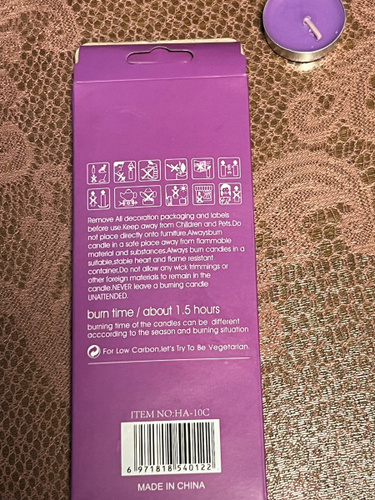 Remove All decoration packaging and labels
before use.Keep away from Children and Pets.Do
not place directly onto furniture.Alwaysburn
candle in a safe place away from flammable
material and substances.Always burn candles in a
suitable,stable heart and flame resistant
container.Do not allow any wick trimmings or
other foreign materials to remain in the
candle.NEVER leave a burning candle
UNATTENDED.
burn time / about 1.5 hours
burning time of the candles can be different
acccording to the season and burning situation
For Low Carbon,let's Try To Be Vegetarian.
ITEM NO:HA-10C
6 971818 540122
MADE IN CHINA